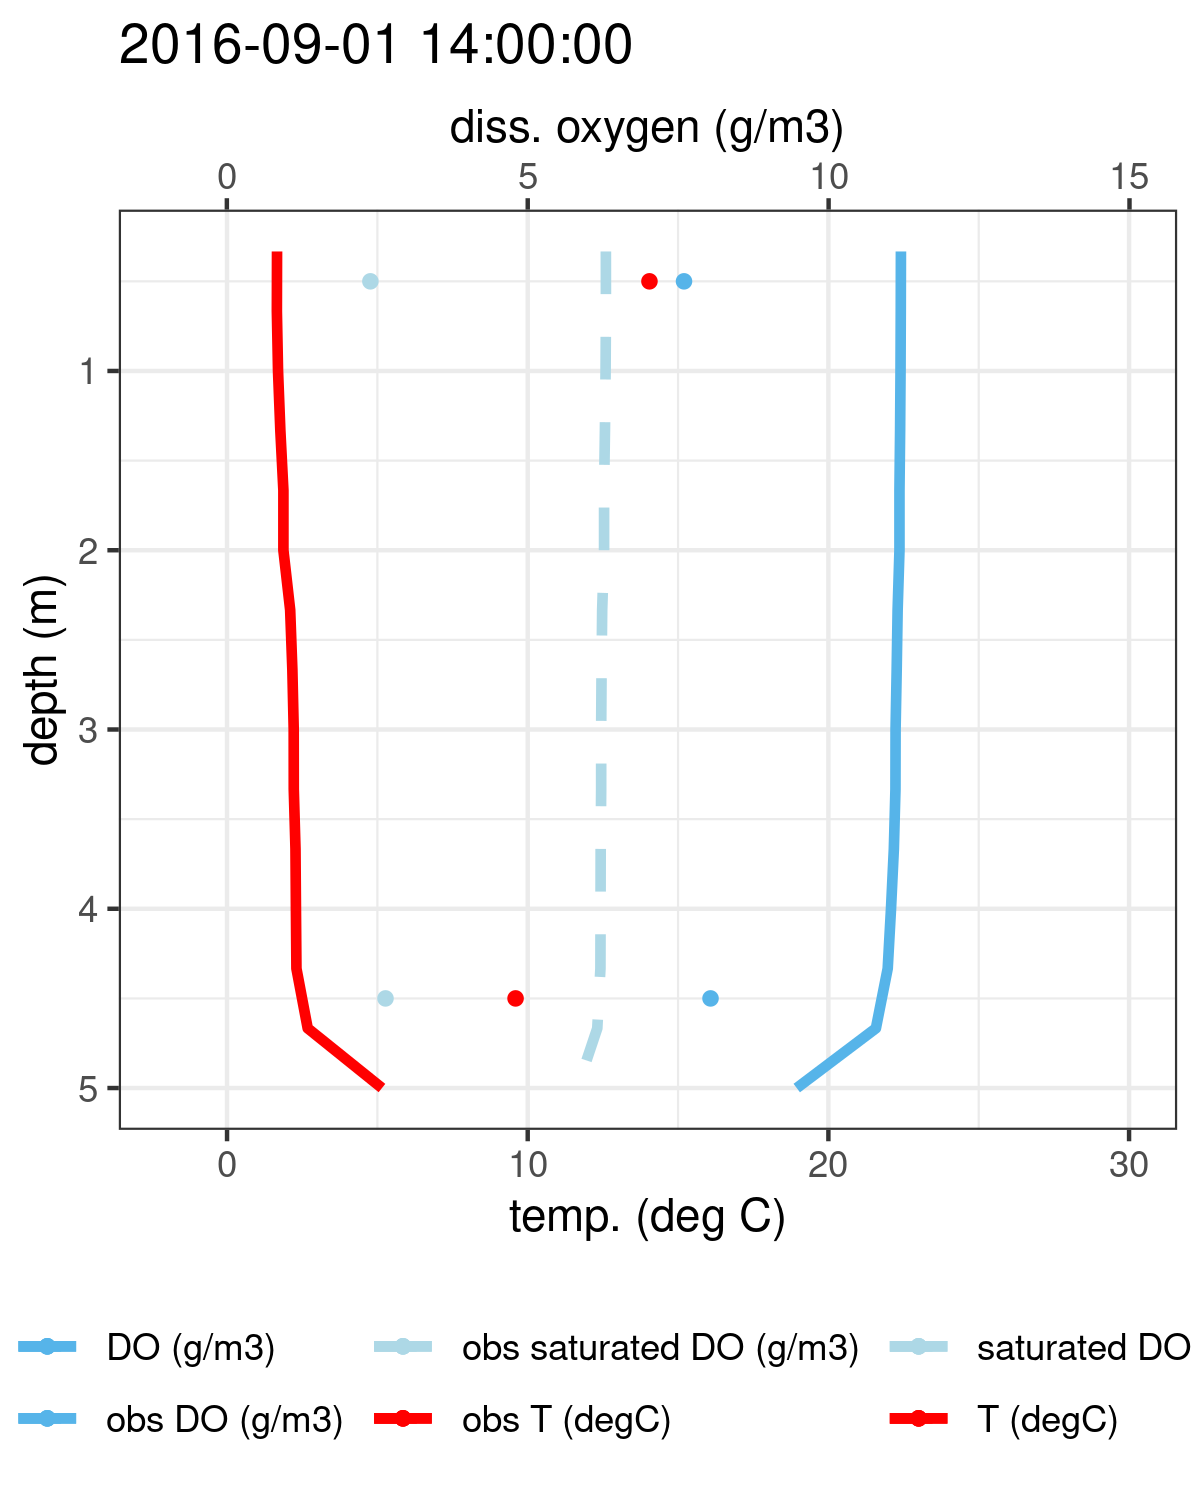 2016-09-01 14:00:00
diss. oxygen (g/m3)
0 5 10 15
depth (m)
1
2
3
4
5
0 10 20 30
temp. (deg C)
DO (g/m3) obs saturated DO (g/m3) saturated DO
obs DO (g/m3) obs T (degC) T (degC)